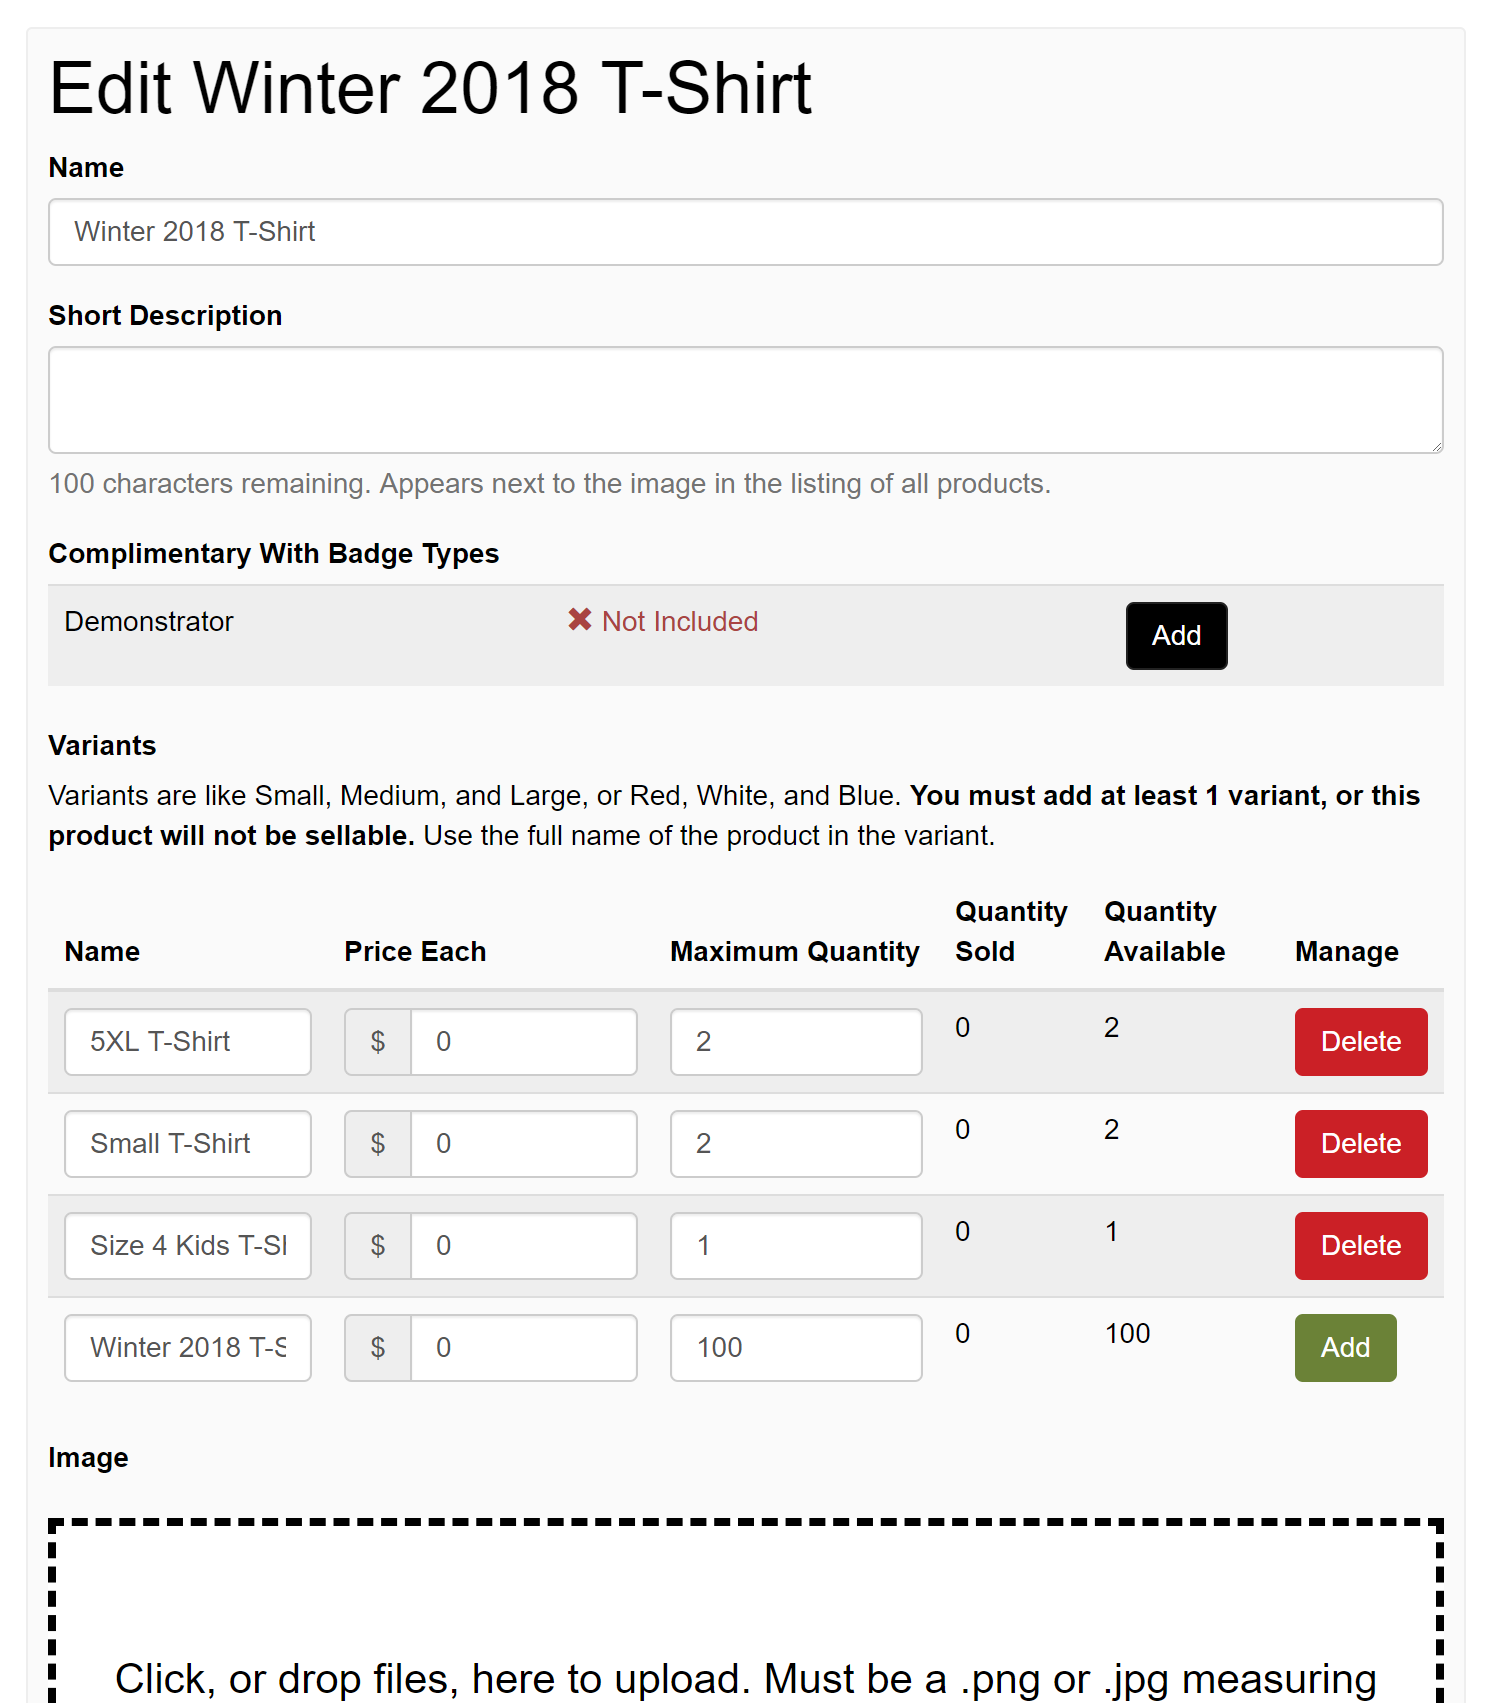 Edit Winter 2018 T-Shirt
Name
Winter 2018 T-Shirt
Short Description
100 characters remaining. Appears next to the image in the listing of all products.
Complimentary With Badge Types
Demonstrator Not Included Add
Variants
Variants are like Small, Medium, and Large, or Red, White, and Blue. You must add at least 1 variant, or this
product will not be sellable. Use the full name of the product in the variant.
Name Price Each Maximum Quantity Quantity Sold Quantity Available Manage
5XL T-Shirt $ 0 2 0 2 Delete
Small T-Shirt $ 0 2 0 2 Delete
Size 4 Kids $ 0 1 0 1 Delete
Winter 2018 $ 0 100 0 100 Add
Image
Click, or drop files, here to upload. Must be a .png or .jpg measuring